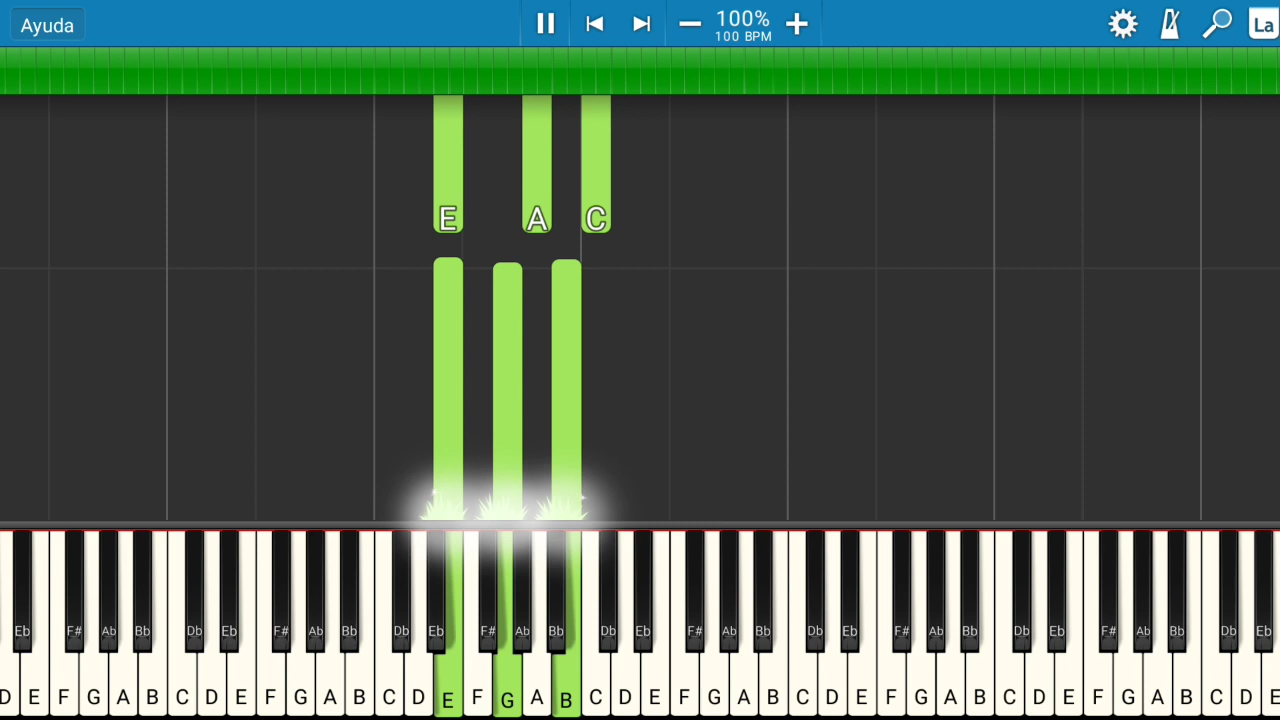 Ayuda
100%
100 BPM
La
E A C
Eb F# Ab Bb Db Eb F# Ab Bb Db Eb F# Ab Bb Db Eb F# Ab Bb Db Eb F# Ab Bb Db Eb F# Ab Bb Db Eb
D E F G A B C D E F G A B C D E F G A B C D E F G A B C D E F G A B C D E F G A B C D E